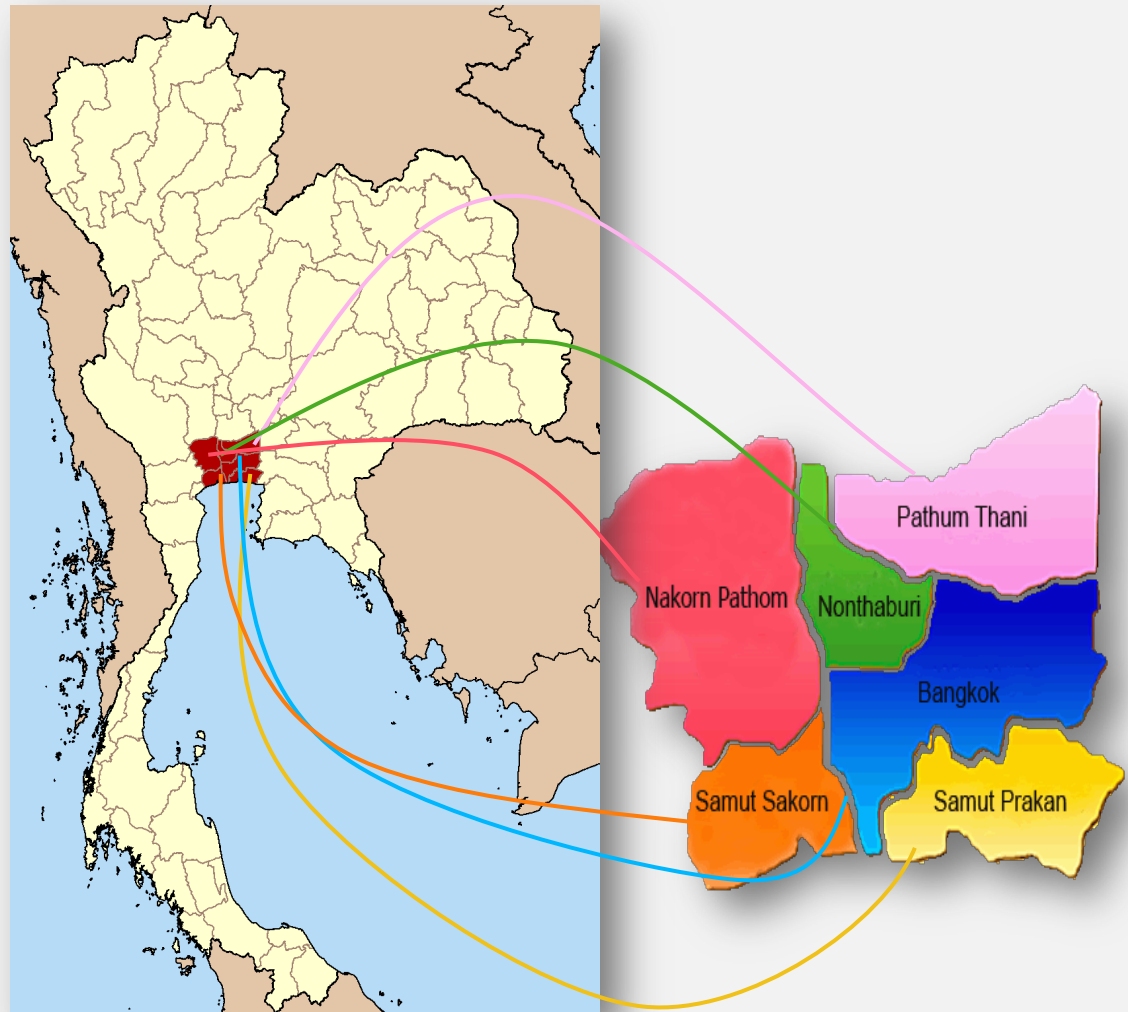 Pathum Thani
Nakorn Pathom
Nonthaburi
Bangkok
Samut Sakorn
Samut Prakan